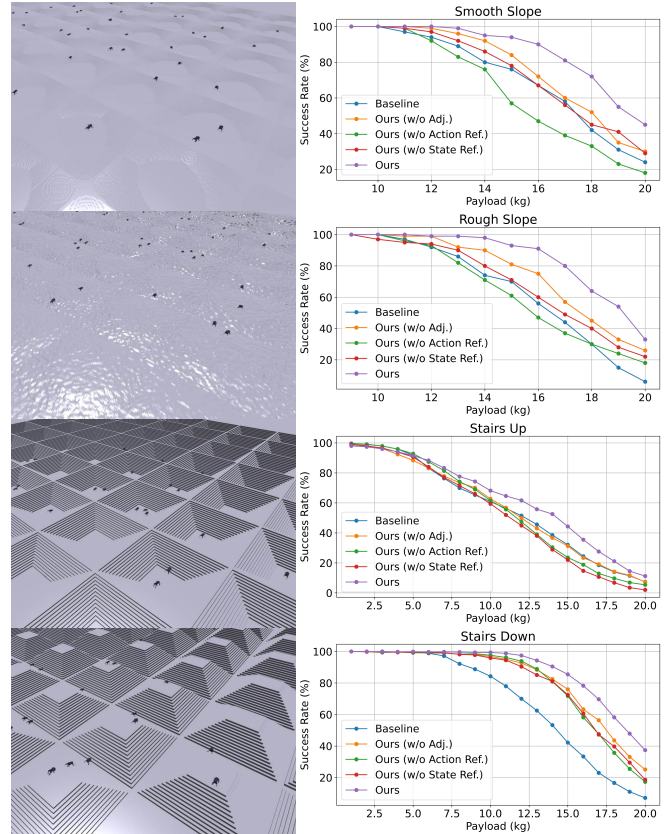 Smooth Slope
Success Rate (%)
100
80
60
40
20
Baseline
Ours (w/o Adj.)
Ours (w/o Action Ref.)
Ours (w/o State Ref.)
Ours
10 12 14 16 18 20
Payload (kg)
Rough Slope
Success Rate (%)
100
80
60
40
20
Baseline
Ours (w/o Adj.)
Ours (w/o Action Ref.)
Ours (w/o State Ref.)
Ours
10 12 14 16 18 20
Payload (kg)
Stairs Up
Success Rate (%)
100
80
60
40
20
0
Baseline
Ours (w/o Adj.)
Ours (w/o Action Ref.)
Ours (w/o State Ref.)
Ours
2.5 5.0 7.5 10.0 12.5 15.0 17.5 20.0
Payload (kg)
Stairs Down
Success Rate (%)
100
80
60
40
20
Baseline
Ours (w/o Adj.)
Ours (w/o Action Ref.)
Ours (w/o State Ref.)
Ours
2.5 5.0 7.5 10.0 12.5 15.0 17.5 20.0
Payload (kg)